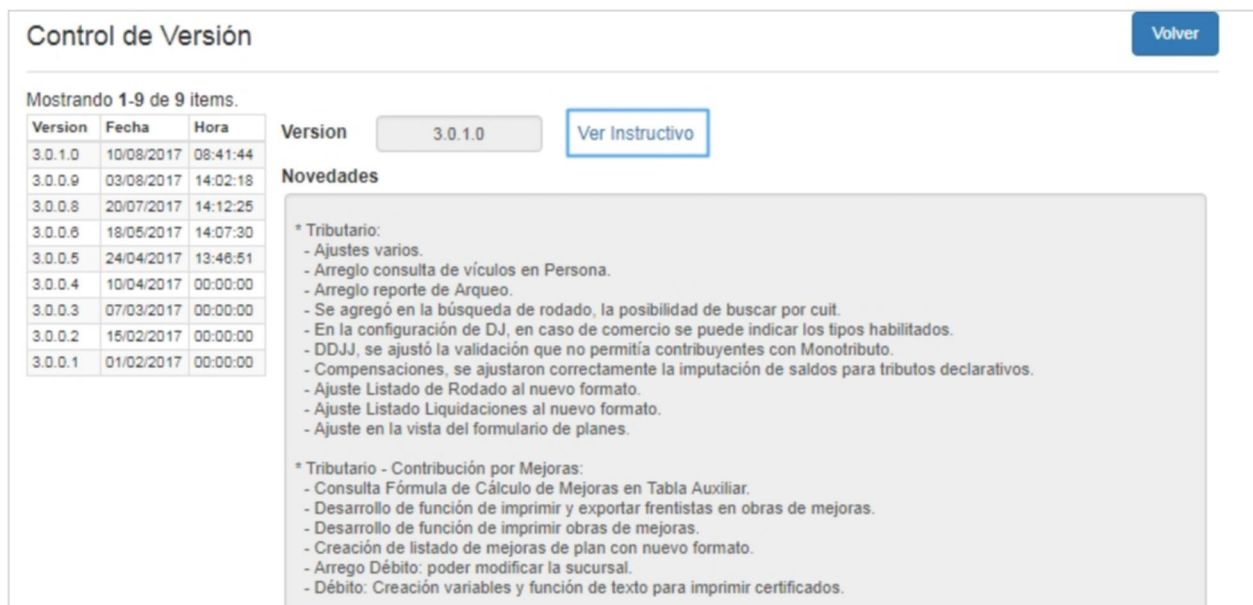 Control de Versión
Volver
Mostrando 1-9 de 9 items.
Version Fecha Hora
3.0.1.0 10/08/2017 08:41:44
3.0.0.9 03/08/2017 14:02:18
3.0.0.8 20/07/2017 14:12:25
3.0.0.6 18/05/2017 14:07:30
3.0.0.5 24/04/2017 13:46:51
3.0.0.4 10/04/2017 00:00:00
3.0.0.3 07/03/2017 00:00:00
3.0.0.2 15/02/2017 00:00:00
3.0.0.1 01/02/2017 00:00:00
Version 3.0.1.0 Ver Instructivo
Novedades
* Tributario:
- Ajustes varios.
- Arreglo consulta de vículos en Persona.
- Arreglo reporte de Arqueo.
- Se agregó en la búsqueda de rodado, la posibilidad de buscar por cuit.
- En la configuración de DJ, en caso de comercio se puede indicar los tipos habilitados.
- DDJJ, se ajustó la validación que no permitía contribuyentes con Monotributo.
- Compensaciones, se ajustaron correctamente la imputación de saldos para tributos declarativos.
- Ajuste Listado de Rodado al nuevo formato.
- Ajuste Listado Liquidaciones al nuevo formato.
- Ajuste en la vista del formulario de planes.
* Tributario - Contribución por Mejoras:
- Consulta Fórmula de Cálculo de Mejoras en Tabla Auxiliar.
- Desarrollo de función de imprimir y exportar frentistas en obras de mejoras.
- Desarrollo de función de imprimir obras de mejoras.
- Creación de listado de mejoras de plan con nuevo formato.
- Arrego Débito: poder modificar la sucursal.
- Débito: Creación variables y función de texto para imprimir certificados.